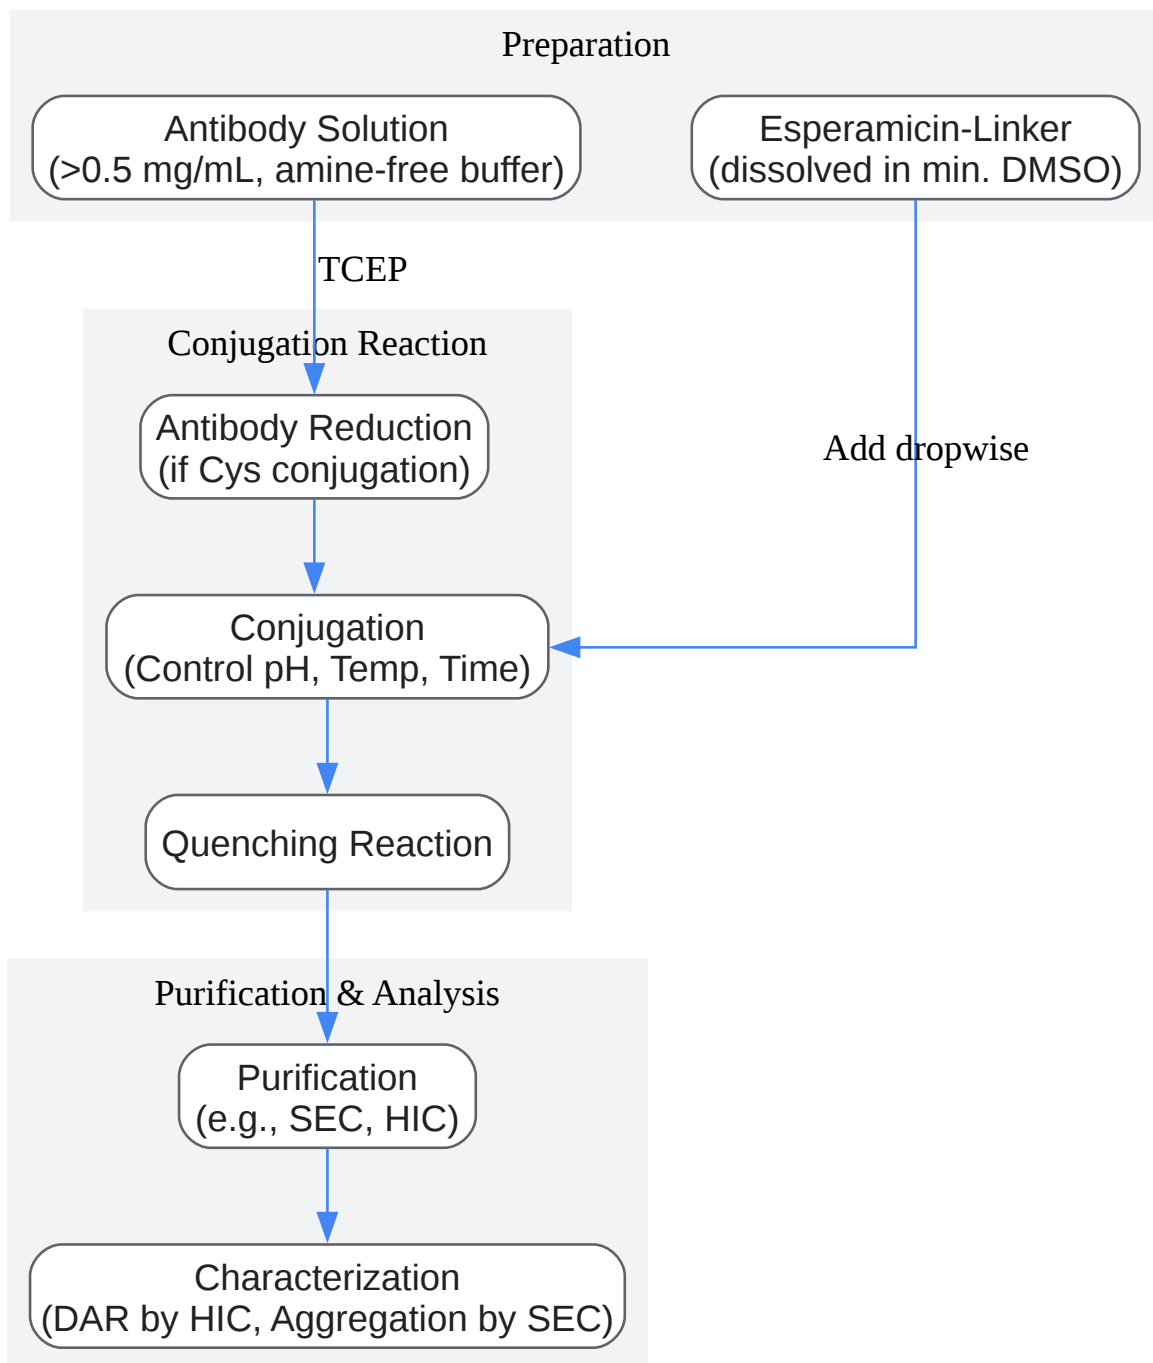 Preparation
Antibody Solution
(>0.5 mg/mL, amine-free buffer)
Esperamicin-Linker
(dissolved in min. DMSO)
TCEP
Conjugation Reaction
Antibody Reduction
(if Cys conjugation)
Add dropwise
Conjugation
(Control pH, Temp, Time)
Quenching Reaction
Purification & Analysis
Purification
(e.g., SEC, HIC)
Characterization
(DAR by HIC, Aggregation by SEC)